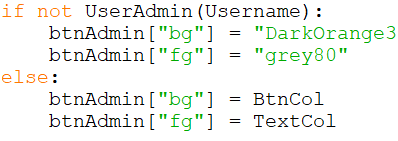 if not UserAdmin(Username):
    btnAdmin["bg"] = "DarkOrange3
    btnAdmin["fg"] = "grey80"
else:
    btnAdmin["bg"] = BtnCol
    btnAdmin["fg"] = TextCol